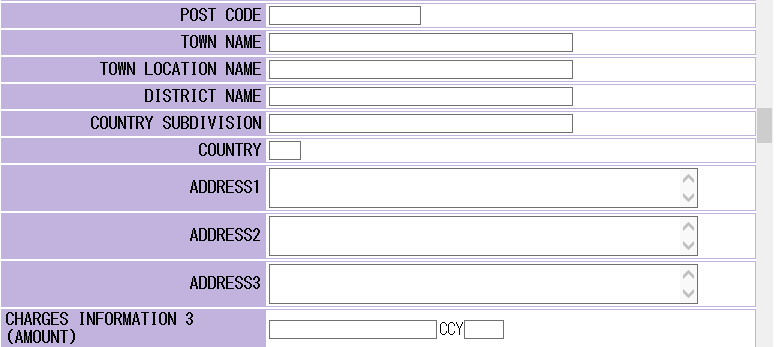 POST CODE
TOWN NAME
TOWN LOCATION NAME
DISTRICT NAME
COUNTRY SUBDIVISION
COUNTRY
ADDRESS1
ADDRESS2
ADDRESS3
CHARGES INFORMATION 3
(AMOUNT) CCY